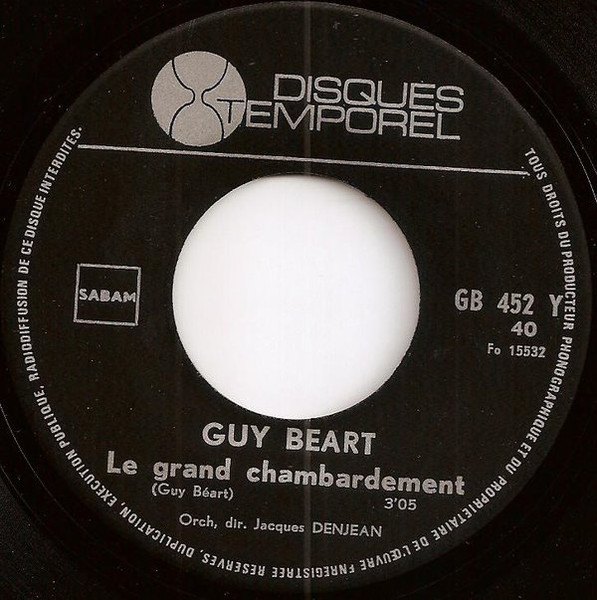 DISQUES
TEMPOREL
TOUS DROITS DU PRODUCTEUR PHONOGRAPHIQUE ET DU PROPRIETAIRE DE L'ŒUVRE ENREGISTREE RESERVES, DUPLICATION, EXECUTION PUBLIQUE, RADIODIFFUSION DE CE DISQUE INTERDITES.
SABAM
GB 452 Y
40
Fo 15532
GUY BEART
Le grand chambardement
(Guy Béart) 3'05
Orch, dir. Jacques DENJEAN